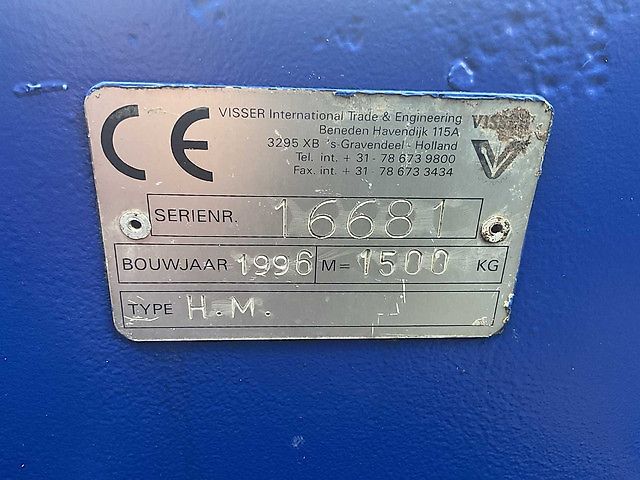 CE
VISSER International Trade & Engineering
Beneden Havendijk 115A
3295 XB 's-Gravendeel - Holland
Tel. int. + 31 - 78 673 9800
Fax. int. + 31 - 78 673 3434
VISSER
SERIENR. 16681
BOUWJAAR 1996 M= 1500 KG
TYPE H.M.